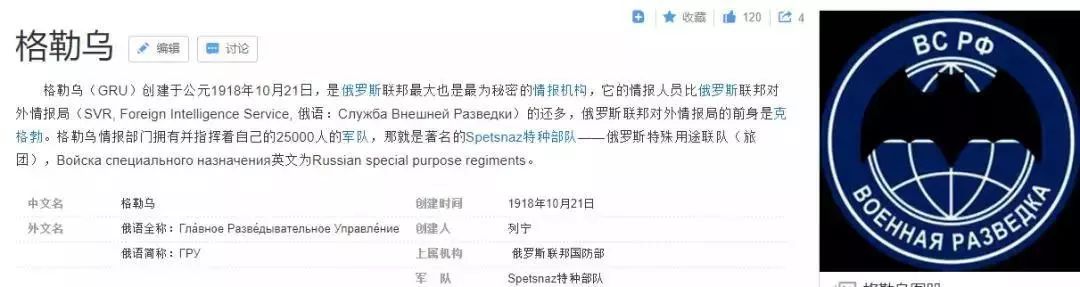 收藏 120 4
格勒乌 编辑 讨论
格勒乌（GRU）创建于公元1918年10月21日，是俄罗斯联邦最大也是最为秘密的情报机构，它的情报人员比俄罗斯联邦对
外情报局（SVR, Foreign Intelligence Service, 俄语：Служба Внешней Разведки）的还多，俄罗斯联邦对外情报局的前身是克
格勃。格勒乌情报部门拥有并指挥着自己的25000人的军队，那就是著名的Spetsnaz特种部队——俄罗斯特殊用途联队（旅
团），Войска специального назначения英文为Russian special purpose regiments。
中文名 格勒乌 创建时间 1918年10月21日
外文名 俄语全称：Гла́вное Разве́дывательное Управле́ние 创建人 列宁
俄语简称：ГРУ 上属机构 俄罗斯联邦国防部
军 队 Spetsnaz特种部队
ВС РФ
ВОЕННАЯ РАЗВЕДКА